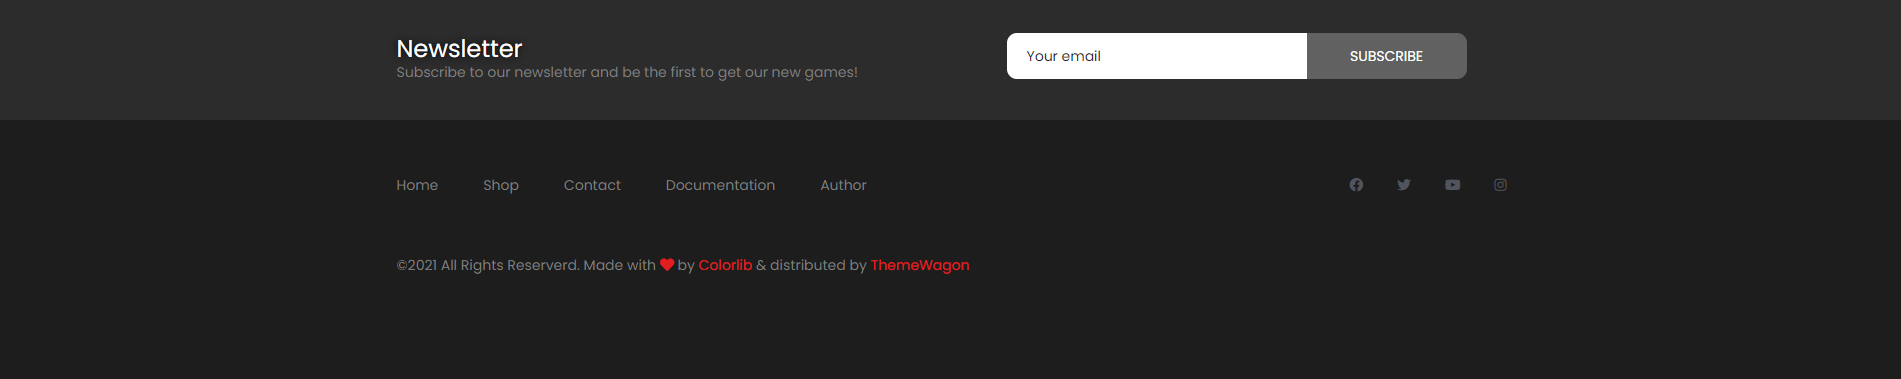 Newsletter
Subscribe to our newsletter and be the first to get our new games!
Your email
SUBSCRIBE
Home Shop Contact Documentation Author
©2021 All Rights Reserverd. Made with ❤ by Colorlib & distributed by ThemeWagon